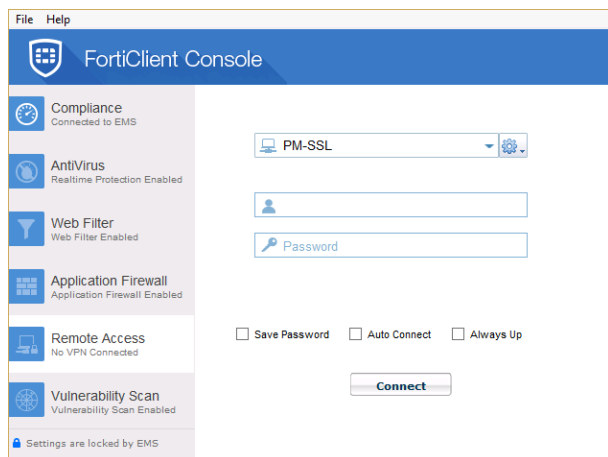 File Help
FortiClient Console
Compliance
Connected to EMS
AntiVirus
Realtime Protection Enabled
Web Filter
Web Filter Enabled
Application Firewall
Application Firewall Enabled
Remote Access
No VPN Connected
Vulnerability Scan
Vulnerability Scan Enabled
Settings are locked by EMS
PM-SSL
Password
Save Password Auto Connect Always Up
Connect